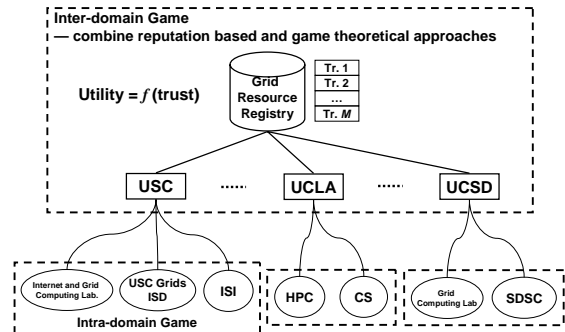 Inter-domain Game
— combine reputation based and game theoretical approaches
Utility = f (trust)
Grid
Resource
Registry
Tr. 1
Tr. 2
...
Tr. M
USC
......
UCLA
......
UCSD
Internet and Grid
Computing Lab.
USC Grids
ISD
ISI
HPC
CS
Grid
Computing Lab
SDSC
Intra-domain Game